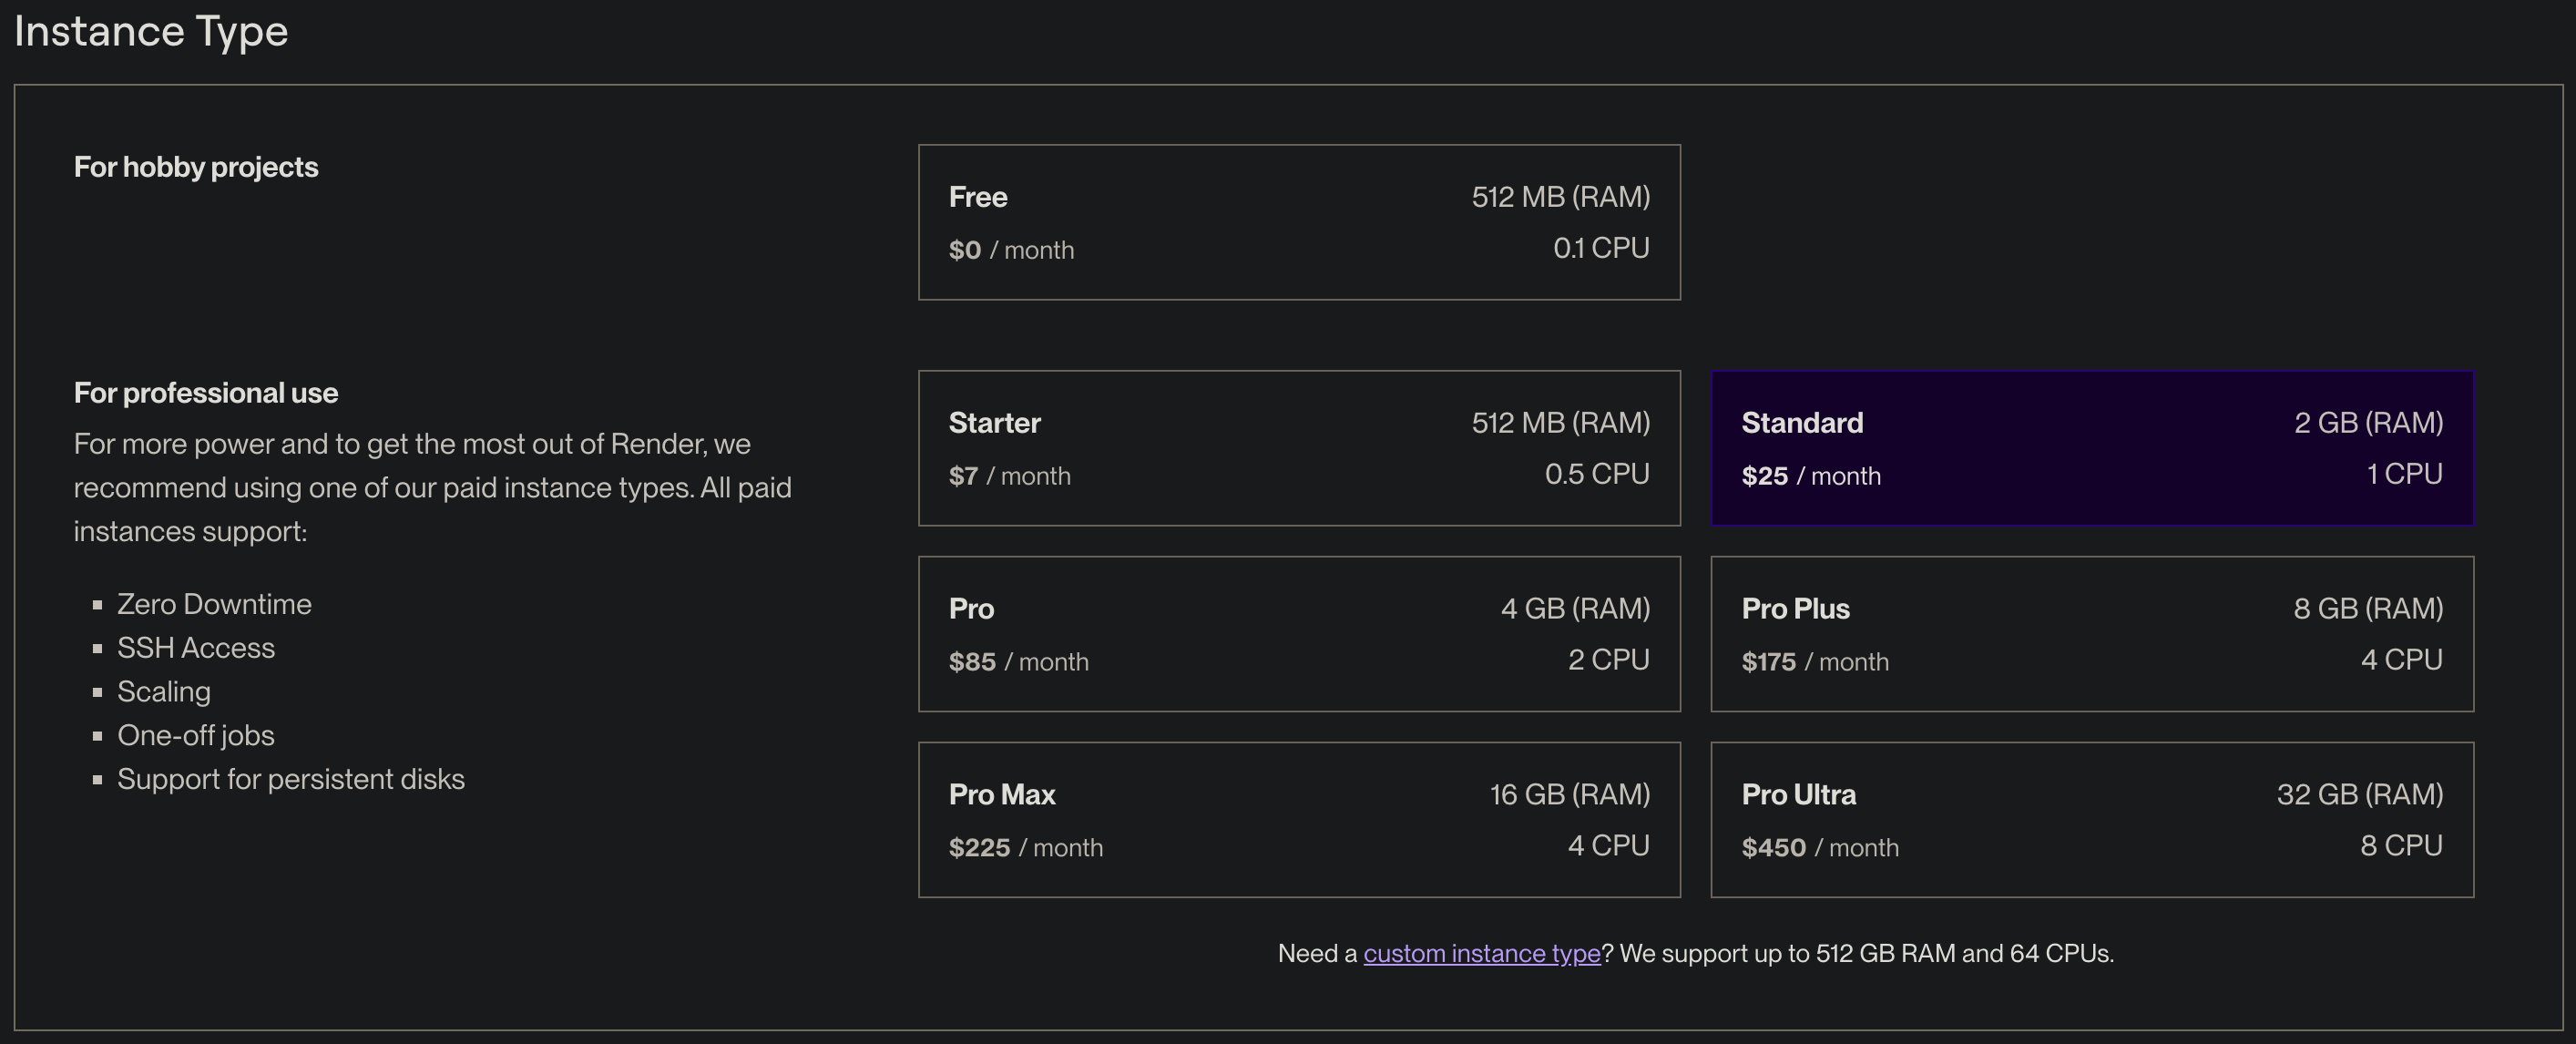 Instance Type
For hobby projects
Free
512 MB (RAM)
$0 / month
0.1 CPU
For professional use
For more power and to get the most out of Render, we
recommend using one of our paid instance types. All paid
instances support:
▪ Zero Downtime
▪ SSH Access
▪ Scaling
▪ One-off jobs
▪ Support for persistent disks
Starter
512 MB (RAM)
$7 / month
0.5 CPU
Standard
2 GB (RAM)
$25 / month
1 CPU
Pro
4 GB (RAM)
$85 / month
2 CPU
Pro Plus
8 GB (RAM)
$175 / month
4 CPU
Pro Max
16 GB (RAM)
$225 / month
4 CPU
Pro Ultra
32 GB (RAM)
$450 / month
8 CPU
Need a custom instance type? We support up to 512 GB RAM and 64 CPUs.